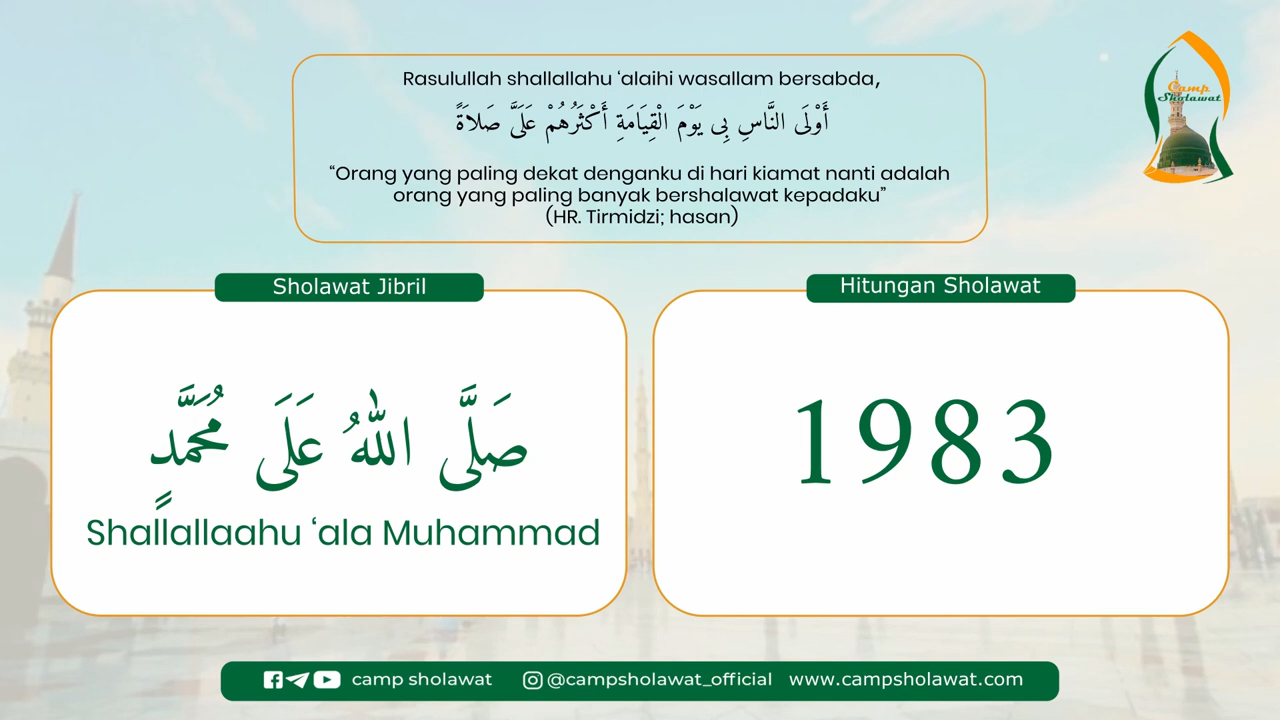 Rasulullah shallallahu ‘alaihi wasallam bersabda,
أَوْلَى النَّاسِ بِى يَوْمَ الْقِيَامَةِ أَكْثَرُهُمْ عَلَىَّ صلاَةً
“Orang yang paling dekat denganku di hari kiamat nanti adalah
orang yang paling banyak bershalawat kepadaku”
(HR. Tirmidzi; hasan)
Camp
Sholawat
Sholawat Jibril
صَلَّى اللهُ عَلَى مُحَمَّدٍ
Shallallaahu ‘ala Muhammad
Hitungan Sholawat
1983
camp sholawat @campsholawat_official www.campsholawat.com